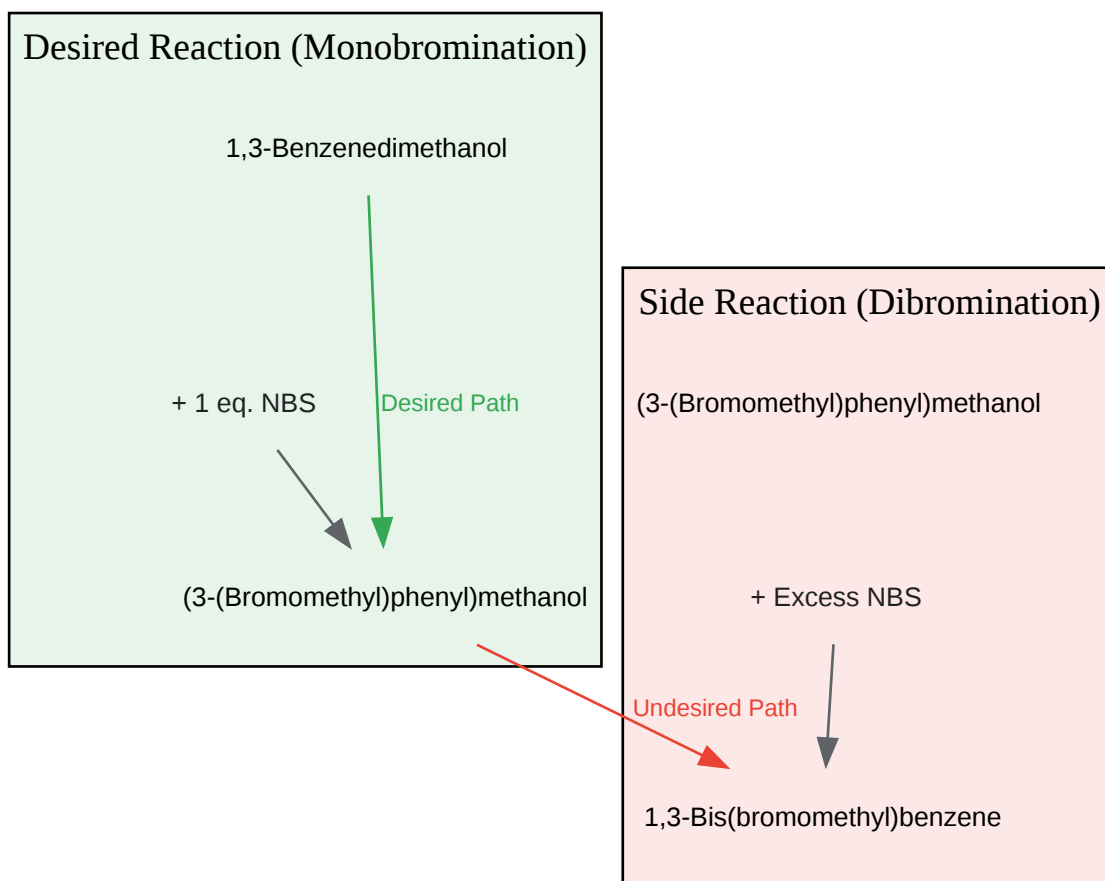 Desired Reaction (Monobromination)
1,3-Benzenedimethanol
+ 1 eq. NBS
Desired Path
(3-(Bromomethyl)phenyl)methanol
Side Reaction (Dibromination)
(3-(Bromomethyl)phenyl)methanol
+ Excess NBS
Undesired Path
1,3-Bis(bromomethyl)benzene